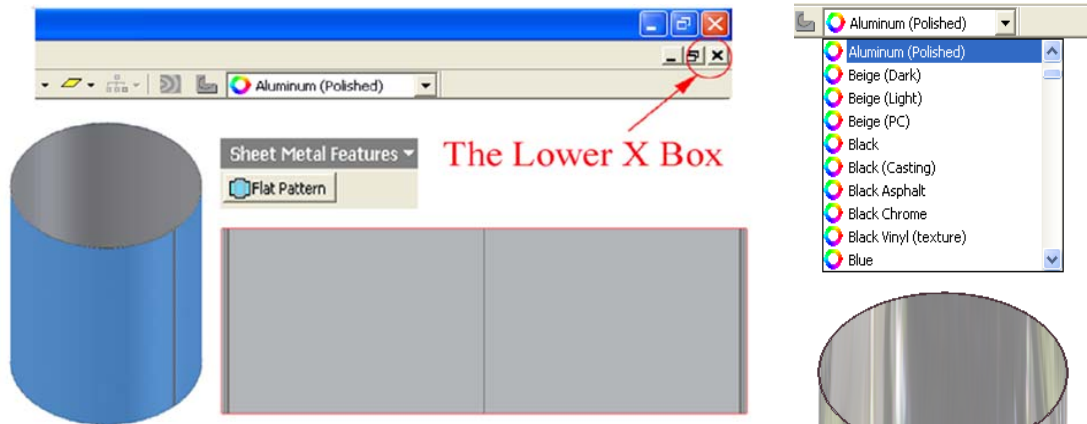 Aluminum (Polished)
The Lower X Box
Sheet Metal Features
Flat Pattern
Aluminum (Polished)
Aluminum (Polished)
Beige (Dark)
Beige (Light)
Beige (PC)
Black
Black (Casting)
Black Asphalt
Black Chrome
Black Vinyl (texture)
Blue